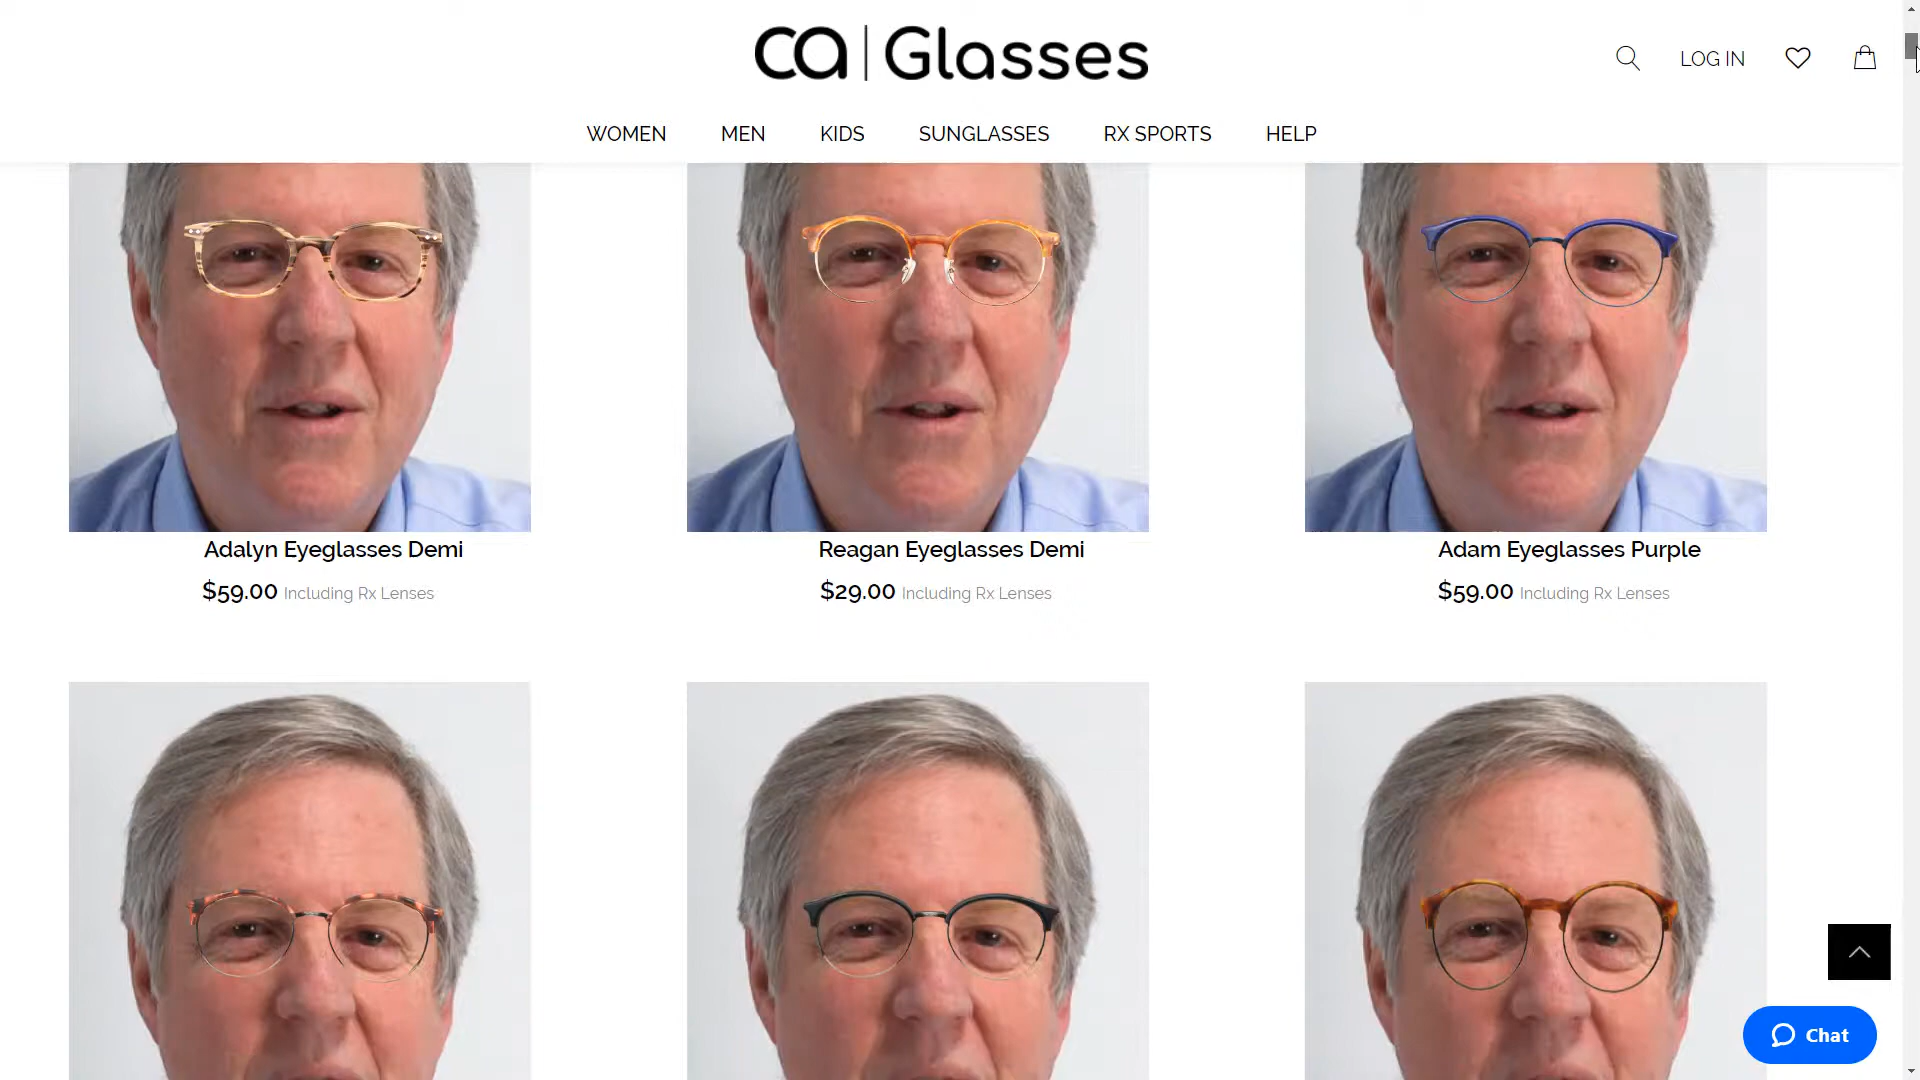 ca | Glasses
LOG IN
WOMEN MEN KIDS SUNGLASSES RX SPORTS HELP
Adalyn Eyeglasses Demi
$59.00 Including Rx Lenses
Reagan Eyeglasses Demi
$29.00 Including Rx Lenses
Adam Eyeglasses Purple
$59.00 Including Rx Lenses
Chat